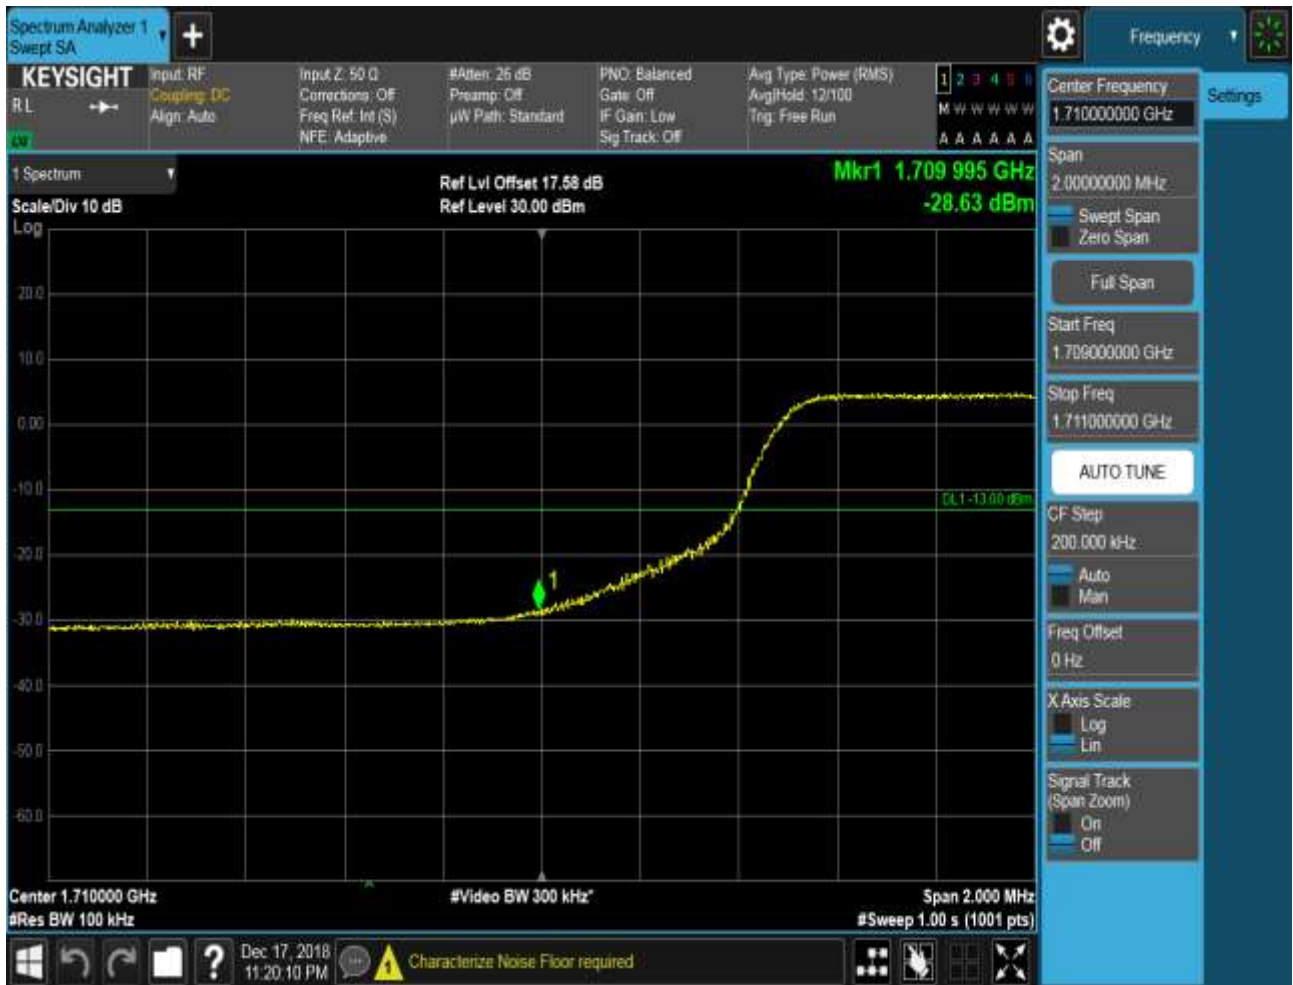 Spectrum Analyzer 1
Swept SA
Frequency
KEYSIGHT
R L
Input: RF
Coupling: DC
Align: Auto
Input Z: 50 Ω
Corrections: Off
Freq Ref: Int (S)
NFE: Adaptive
#Atten: 26 dB
Preamp: Off
µW Path: Standard
PNO: Balanced
Gate: Off
IF Gain: Low
Sig Track: Off
Avg Type: Power (RMS)
Avg|Hold: 12/100
Trig: Free Run
1 2 3 4 5 6
M W W W W W
A A A A A A
Center Frequency
1.710000000 GHz
Settings
Span
2.00000000 MHz
Swept Span
Zero Span
Full Span
Start Freq
1.709000000 GHz
Stop Freq
1.711000000 GHz
AUTO TUNE
CF Step
200.000 kHz
Auto
Man
Freq Offset
0 Hz
X Axis Scale
Log
Lin
Signal Track
(Span Zoom)
On
Off
1 Spectrum
Scale/Div 10 dB
Log
Ref Lvl Offset 17.58 dB
Ref Level 30.00 dBm
Mkr1 1.709 995 GHz
-28.63 dBm
20.0
10.0
0.00
-10.0
DL1 -13.00 dBm
-20.0
1
-30.0
-40.0
-50.0
-60.0
Center 1.710000 GHz
#Res BW 100 kHz
#Video BW 300 kHz*
Span 2.000 MHz
#Sweep 1.00 s (1001 pts)
?
Dec 17, 2018
11:20:10 PM
Characterize Noise Floor required